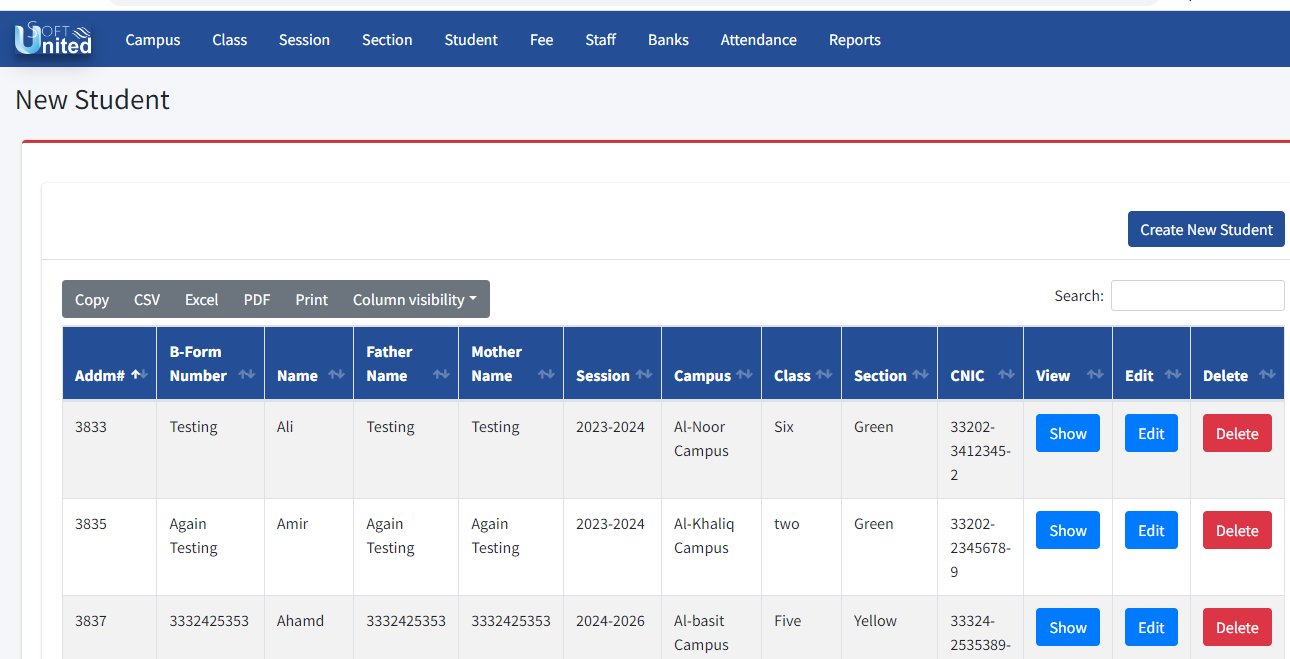 SOFT
United
Campus Class Session Section Student Fee Staff Banks Attendance Reports
New Student
Create New Student
Copy CSV Excel PDF Print Column visibility
Search:
Addm# B-Form Number Name Father Name Mother Name Session Campus Class Section CNIC View Edit Delete
3833 Testing Ali Testing Testing 2023-2024 Al-Noor Campus Six Green 33202-3412345-2 Show Edit Delete
3835 Again Testing Amir Again Testing Again Testing 2023-2024 Al-Khaliq Campus two Green 33202-2345678-9 Show Edit Delete
3837 3332425353 Ahamd 3332425353 3332425353 2024-2026 Al-basit Campus Five Yellow 33324-2535389- Show Edit Delete